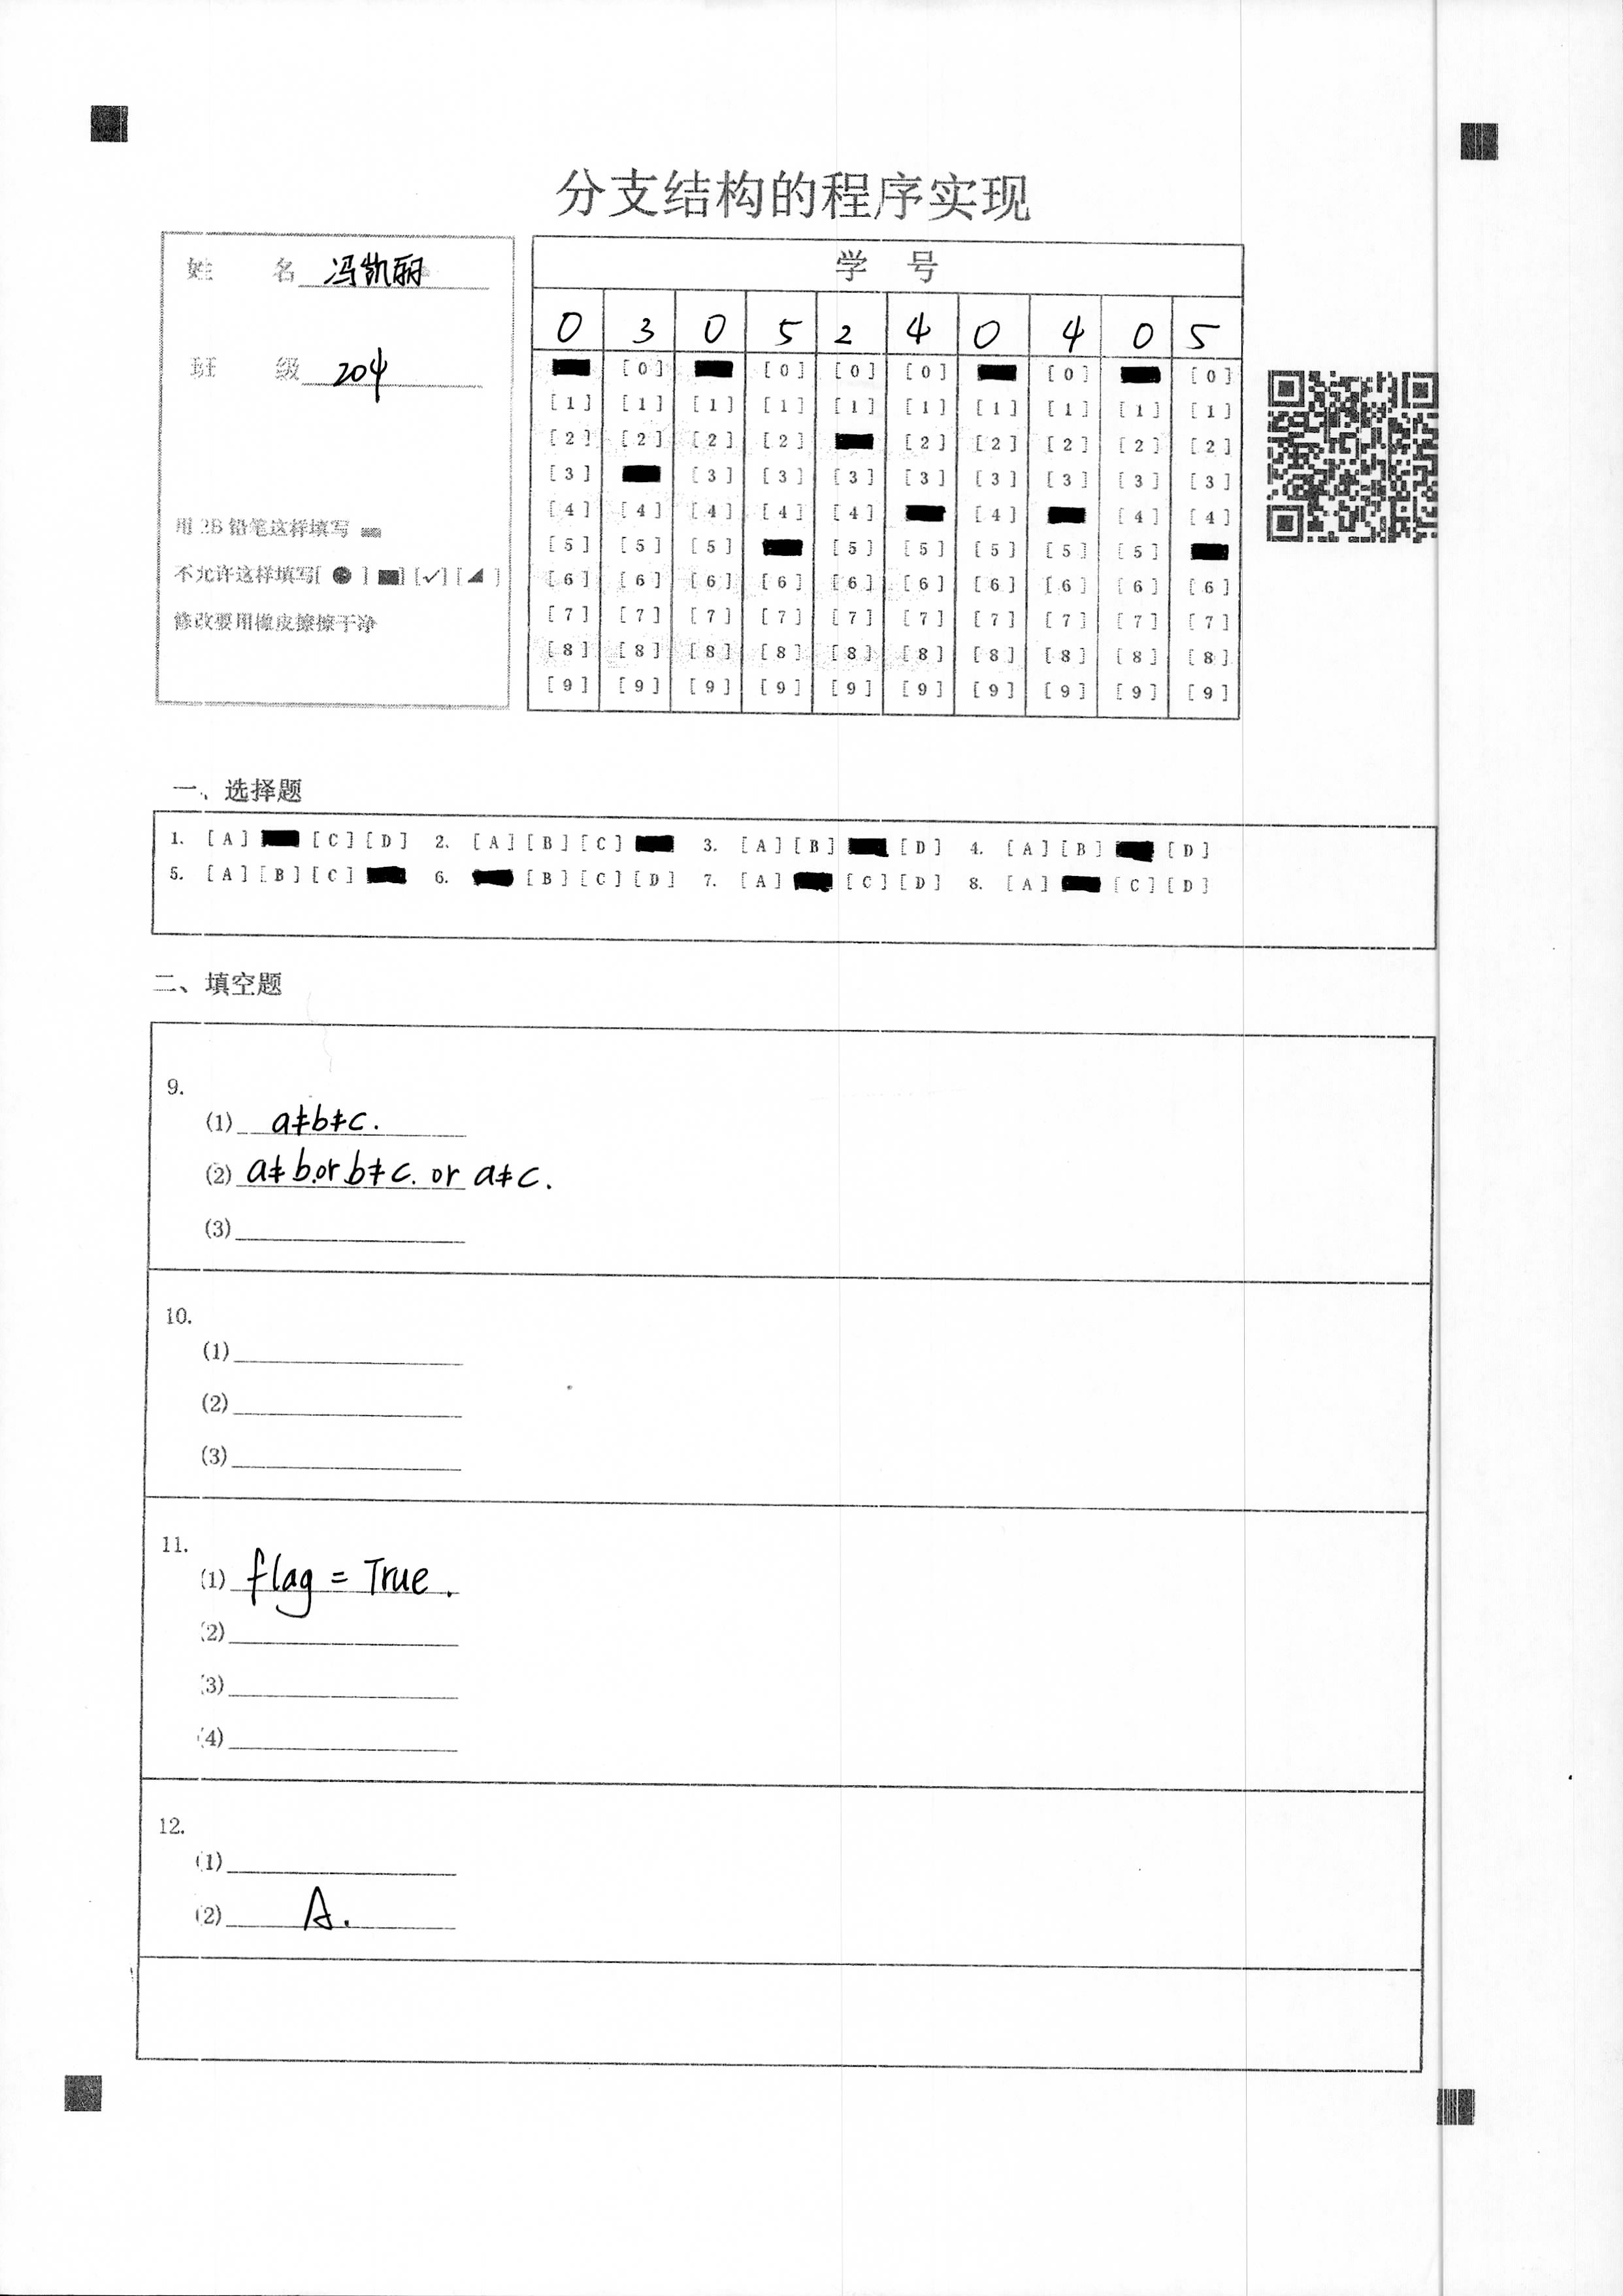 分支结构的程序实现
姓 名 冯凯丽
班 级 204
用 2B 铅笔这样填写
不允许这样填写[ ● ] ■] [✓] [◢ ]
修改要用橡皮擦擦干净
学 号
0 3 0 5 2 4 0 4 0 5
[0] [0] [0] [0] [0] [0]
[1] [1] [1] [1] [1] [1] [1] [1] [1] [1]
[2] [2] [2] [2] [2] [2] [2] [2] [2]
[3] [3] [3] [3] [3] [3] [3] [3] [3]
[4] [4] [4] [4] [4] [4] [4] [4]
[5] [5] [5] [5] [5] [5] [5] [5]
[6] [6] [6] [6] [6] [6] [6] [6] [6] [6]
[7] [7] [7] [7] [7] [7] [7] [7] [7] [7]
[8] [8] [8] [8] [8] [8] [8] [8] [8] [8]
[9] [9] [9] [9] [9] [9] [9] [9] [9] [9]
一、选择题
1. [A] [C] [D] 2. [A] [B] [C] 3. [A] [B] [D] 4. [A] [B] [D]
5. [A] [B] [C] 6. [B] [C] [D] 7. [A] [C] [D] 8. [A] [C] [D]
二、填空题
9.
(1) a≠b≠c.
(2) a≠b.or b≠c. or a≠c.
(3)
10.
(1)
(2)
(3)
11.
(1) flag = True.
(2)
(3)
(4)
12.
(1)
(2) A.